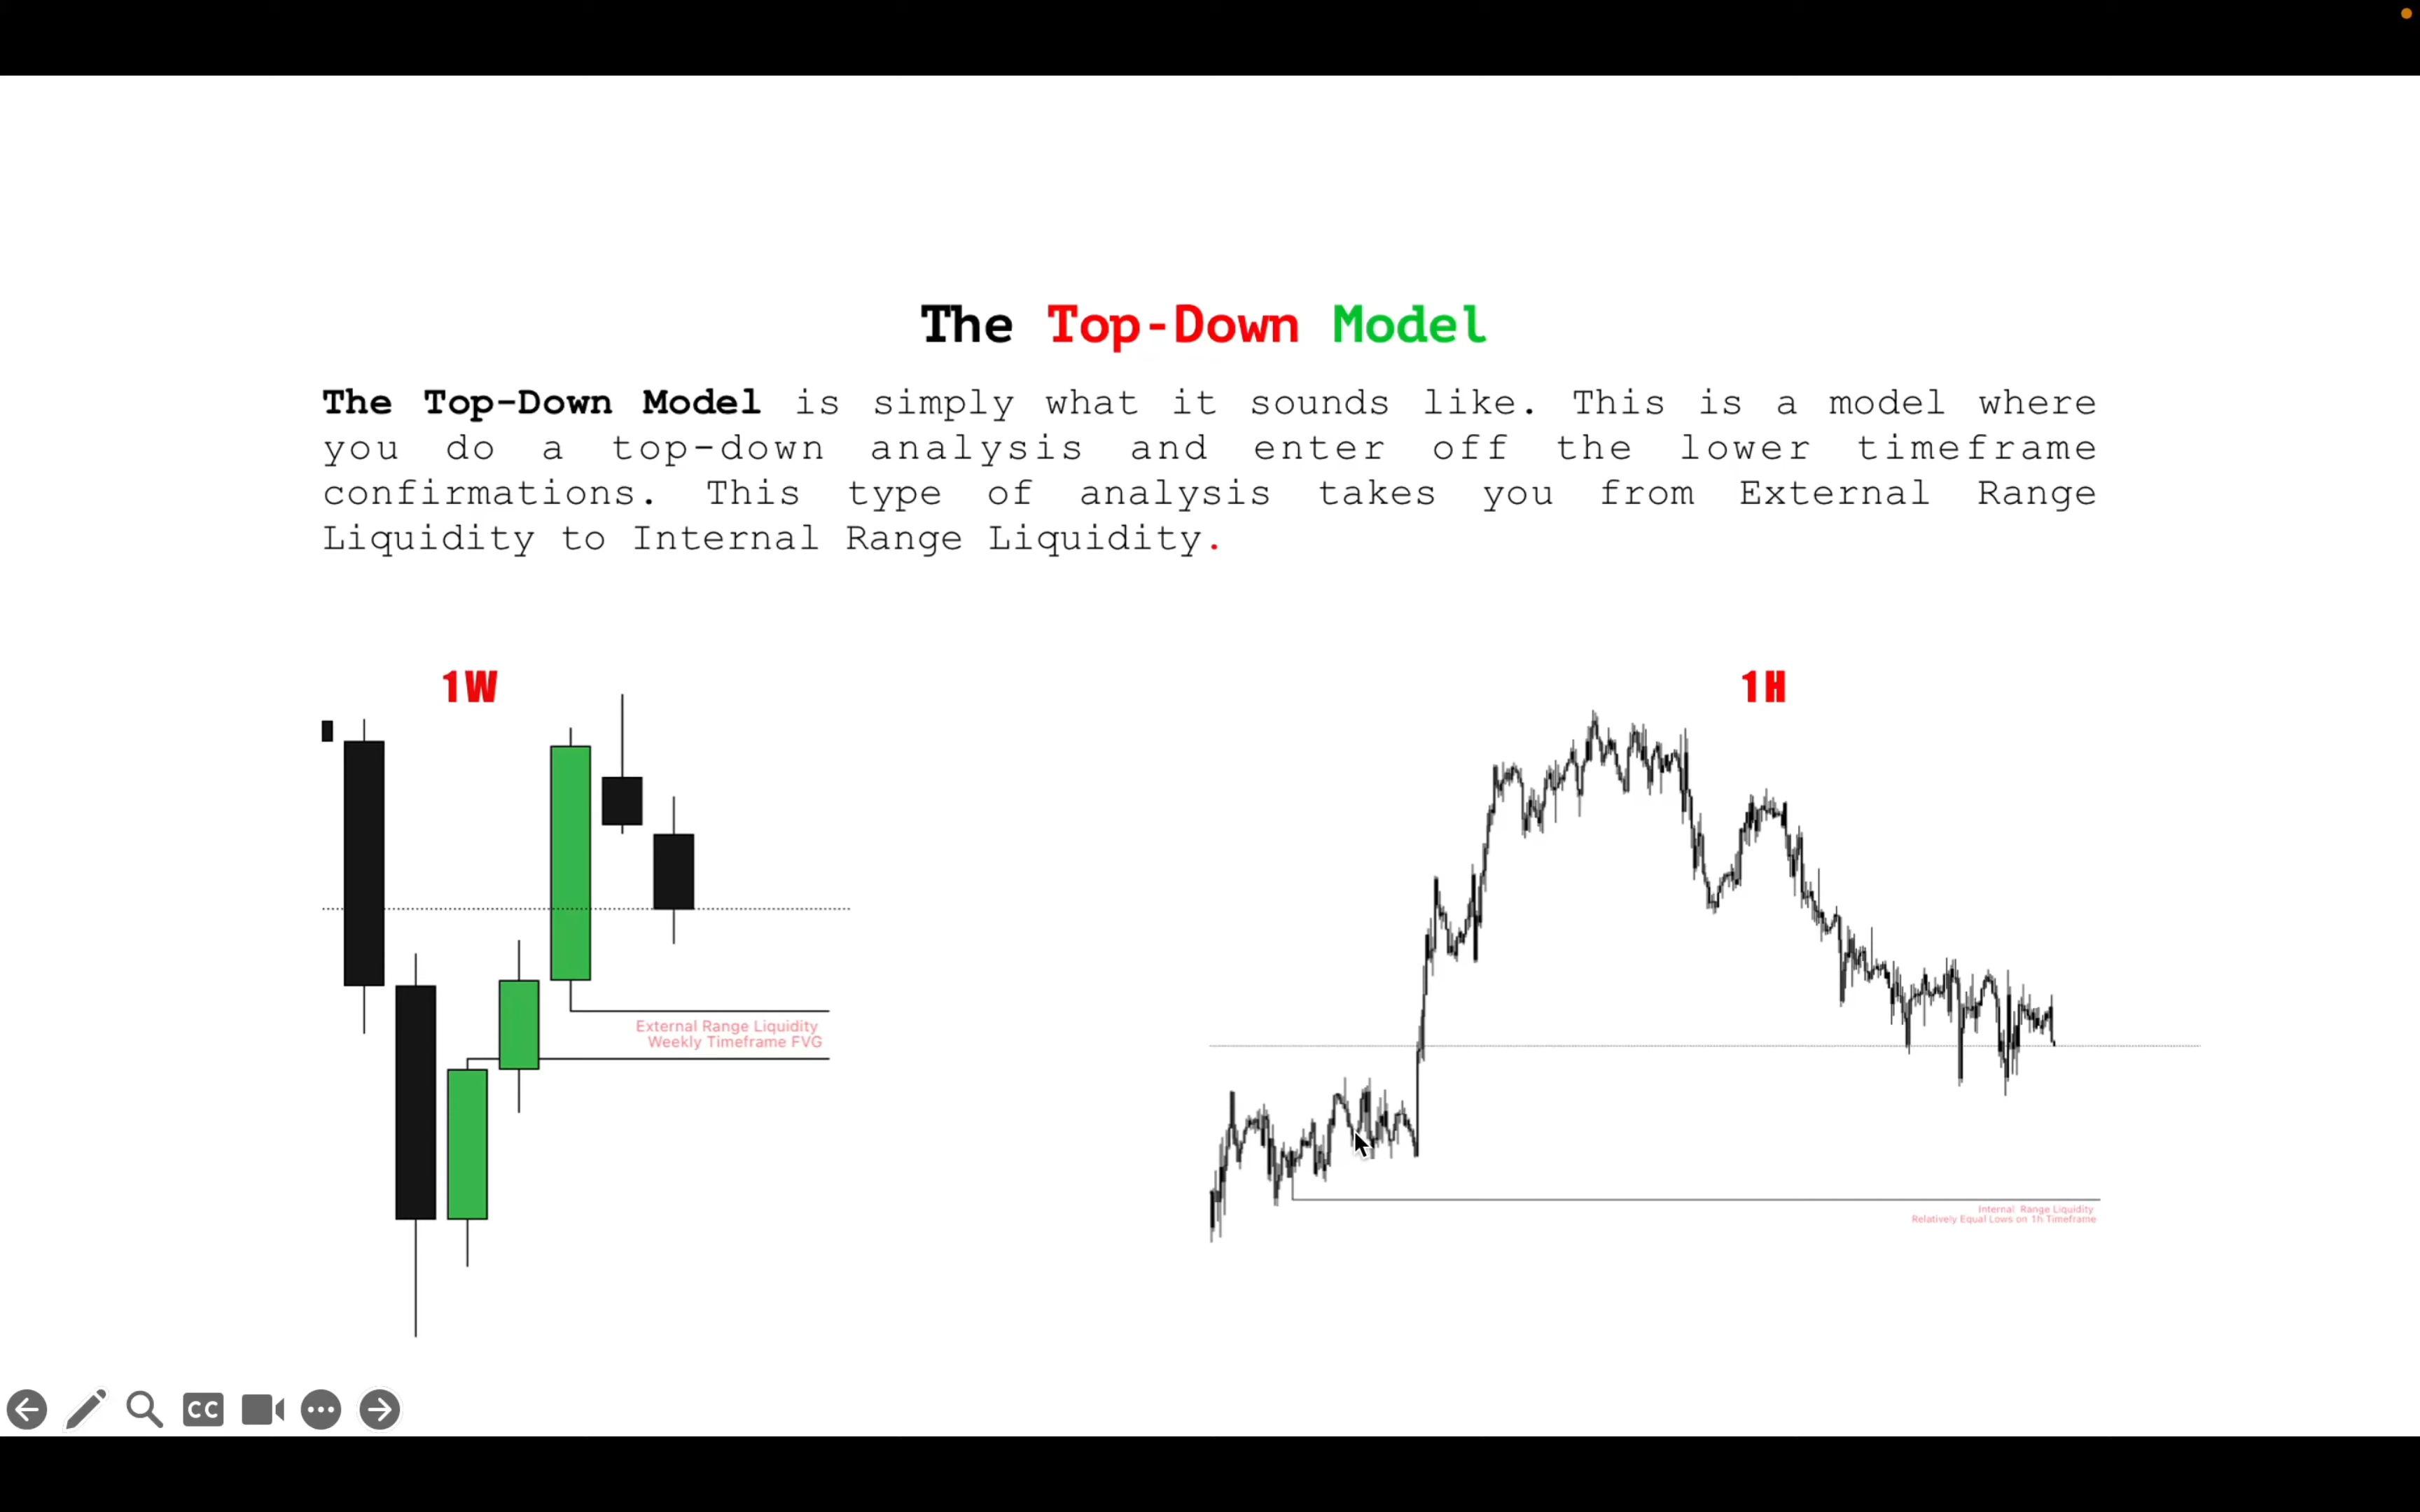 The Top-Down Model
The Top-Down Model is simply what it sounds like. This is a model where
you do a top-down analysis and enter off the lower timeframe
confirmations. This type of analysis takes you from External Range
Liquidity to Internal Range Liquidity.
1W
1H
External Range Liquidity
Weekly Timeframe FVG
Internal Range Liquidity
Relatively Equal Lows on 1h Timeframe
CC